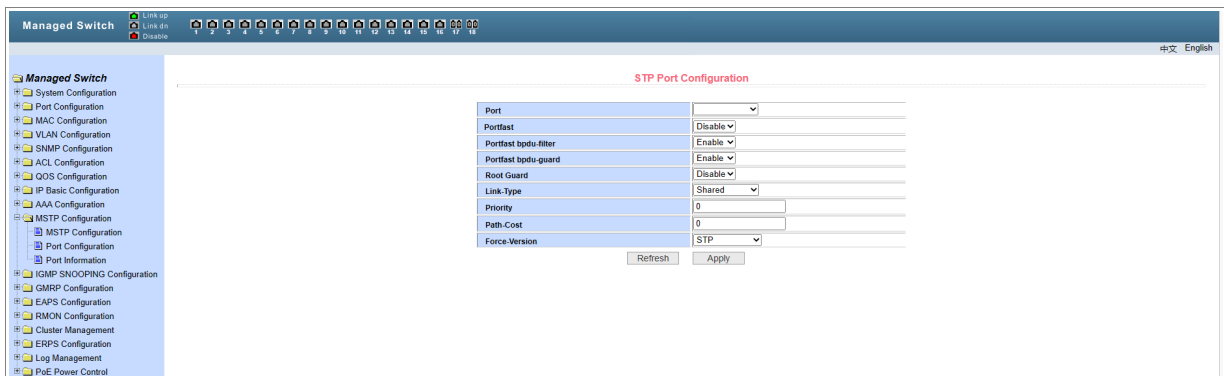 Managed Switch
Link up
Link dn
Disable
1 2 3 4 5 6 7 8 9 10 11 12 13 14 15 16 17 18
中文 English
Managed Switch
System Configuration
Port Configuration
MAC Configuration
VLAN Configuration
SNMP Configuration
ACL Configuration
QOS Configuration
IP Basic Configuration
AAA Configuration
MSTP Configuration
MSTP Configuration
Port Configuration
Port Information
IGMP SNOOPING Configuration
GMRP Configuration
EAPS Configuration
RMON Configuration
Cluster Management
ERPS Configuration
Log Management
PoE Power Control
STP Port Configuration
Port
Portfast Disable
Portfast bpdu-filter Enable
Portfast bpdu-guard Enable
Root Guard Disable
Link-Type Shared
Priority 0
Path-Cost 0
Force-Version STP
Refresh Apply